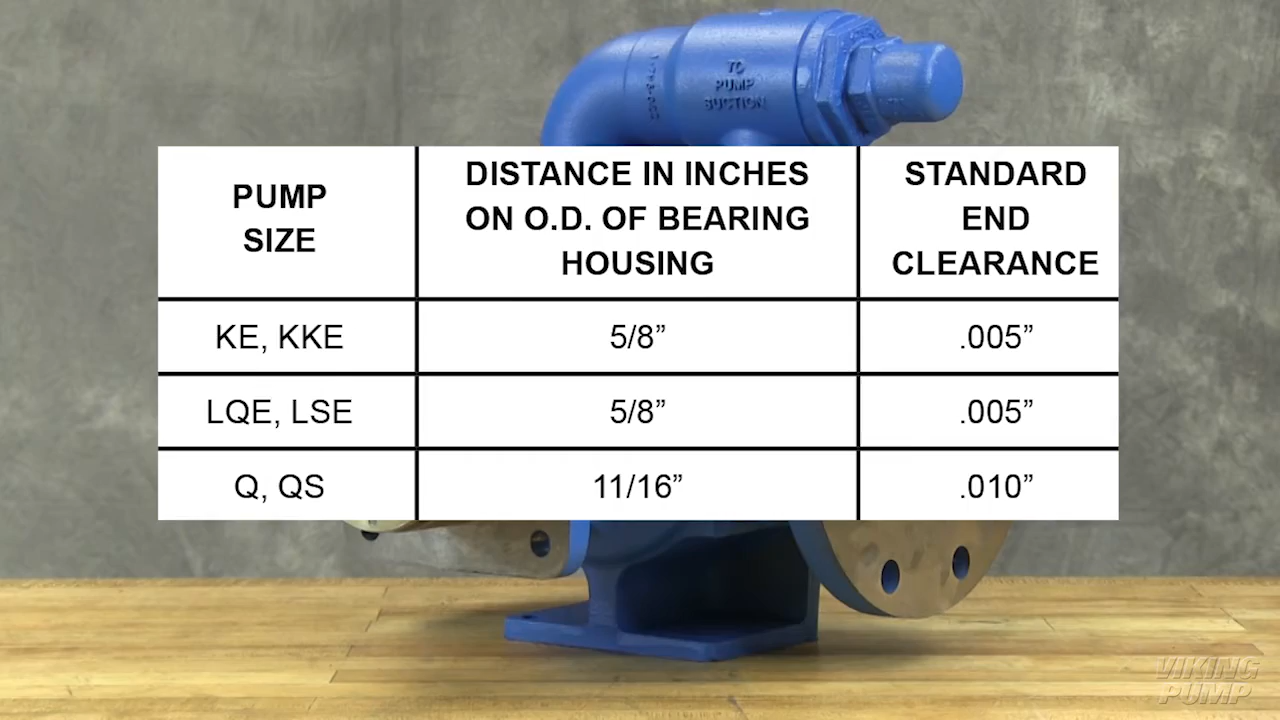 TO
PUMP
SUCTION
PUMP
SIZE
DISTANCE IN INCHES
ON O.D. OF BEARING
HOUSING
STANDARD
END
CLEARANCE
KE, KKE
5/8”
.005”
LQE, LSE
5/8”
.005”
Q, QS
11/16”
.010”
VIKING
PUMP